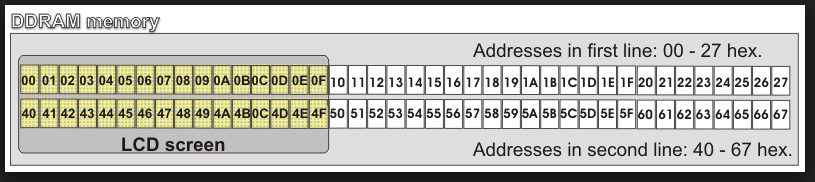 DDRAM memory
Addresses in first line: 00 - 27 hex.
00 01 02 03 04 05 06 07 08 09 0A 0B 0C 0D 0E 0F 10 11 12 13 14 15 16 17 18 19 1A 1B 1C 1D 1E 1F 20 21 22 23 24 25 26 27
40 41 42 43 44 45 46 47 48 49 4A 4B 0C 4D 4E 4F 50 51 52 53 54 55 56 57 58 59 5A 5B 5C 5D 5E 5F 60 61 62 63 64 65 66 67
LCD screen
Addresses in second line: 40 - 67 hex.